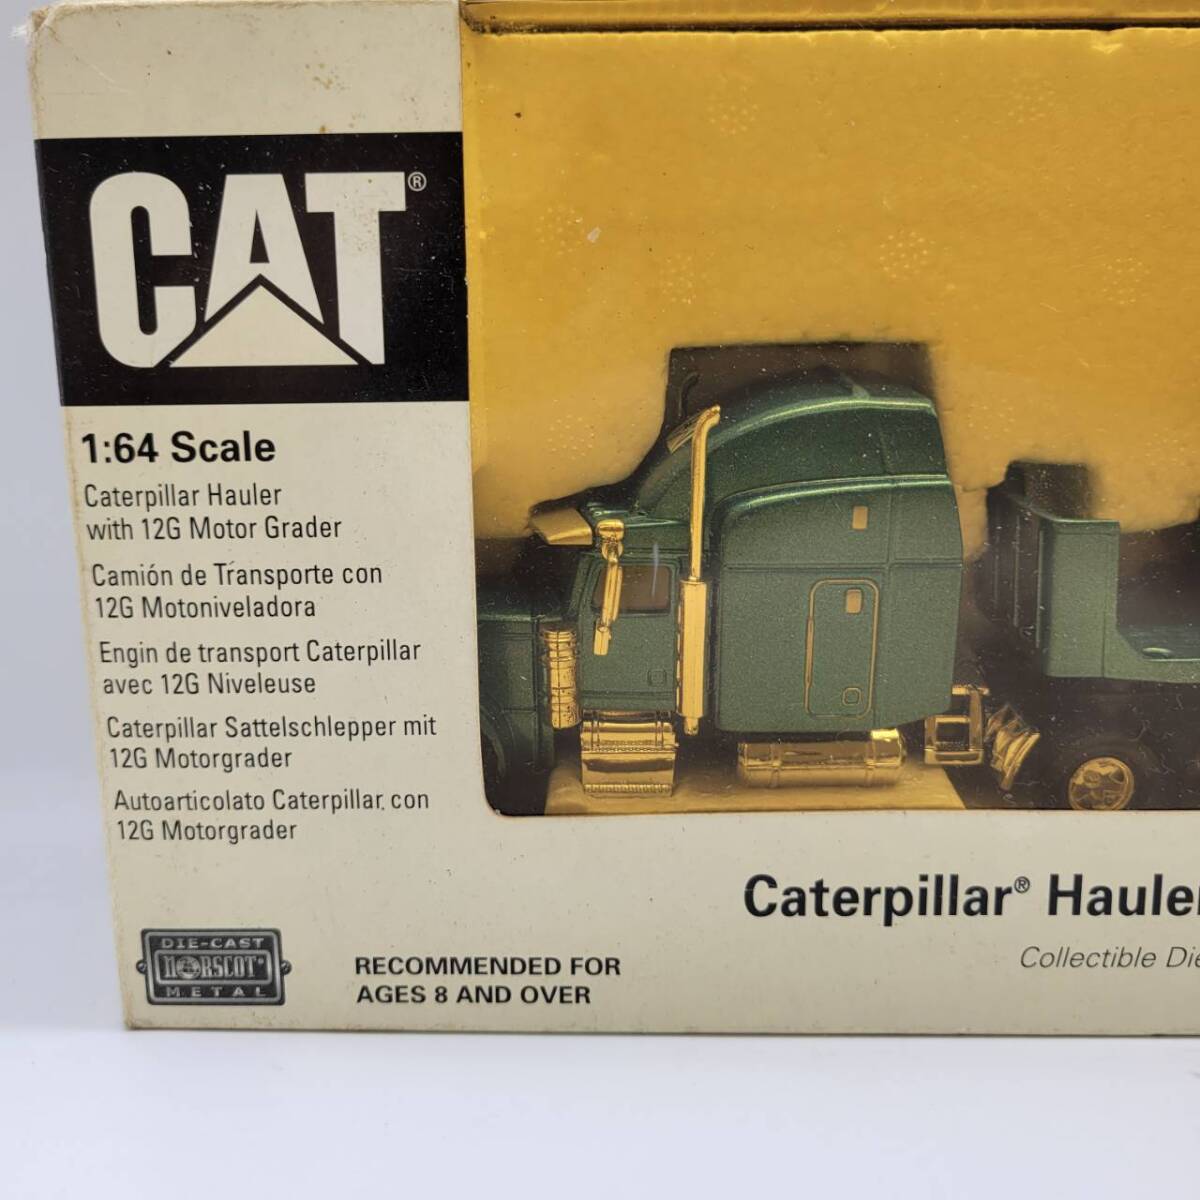 CAT®
1:64 Scale
Caterpillar Hauler
with 12G Motor Grader
Camión de Transporte con
12G Motoniveladora
Engin de transport Caterpillar
avec 12G Niveleuse
Caterpillar Sattelschlepper mit
12G Motorgrader
Autoarticolato Caterpillar con
12G Motorgrader
DIE-CAST
NORSCOT®
METAL
RECOMMENDED FOR
AGES 8 AND OVER
Caterpillar® Hauler
Collectible Die